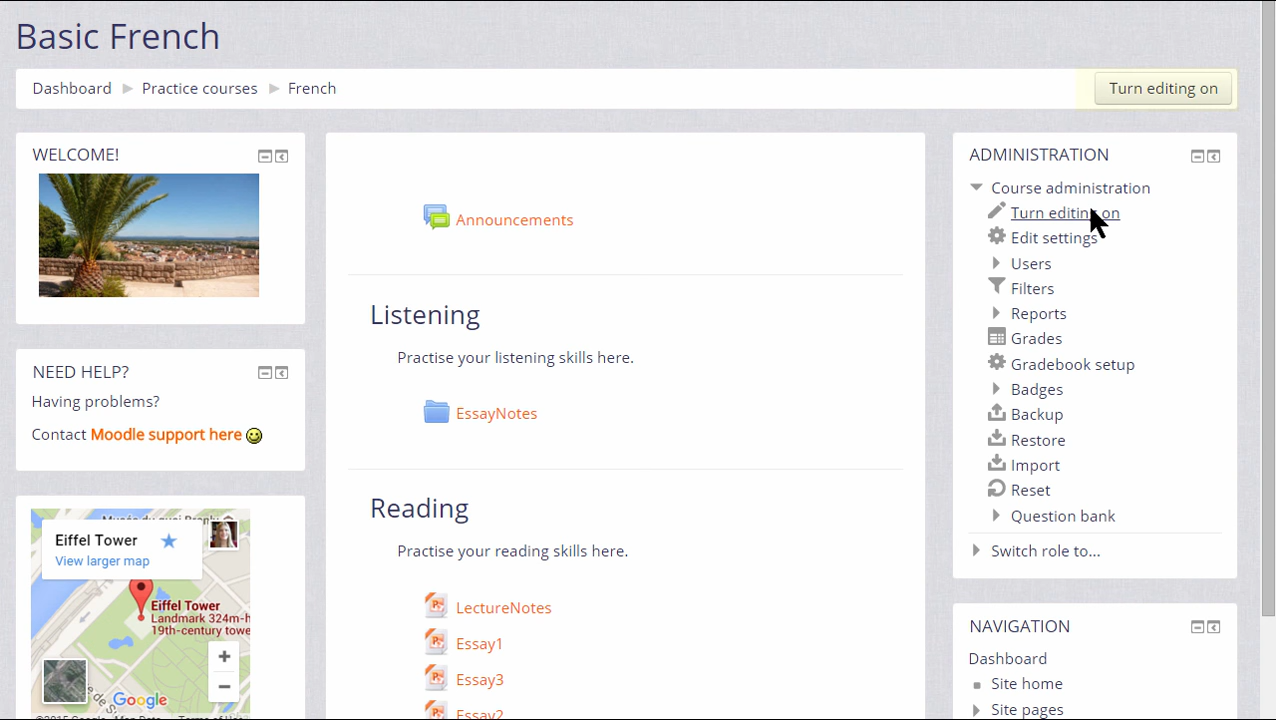 Basic French
Dashboard
Practice courses
French
Turn editing on
WELCOME!
NEED HELP?
Having problems?
Contact Moodle support here
Eiffel Tower
View larger map
Eiffel Tower
Landmark 324m-h
19th-century towe
Google
Announcements
Listening
Practise your listening skills here.
EssayNotes
Reading
Practise your reading skills here.
LectureNotes
Essay1
Essay3
Essay2
ADMINISTRATION
Course administration
Turn editing on
Edit settings
Users
Filters
Reports
Grades
Gradebook setup
Badges
Backup
Restore
Import
Reset
Question bank
Switch role to...
NAVIGATION
Dashboard
Site home
Site pages